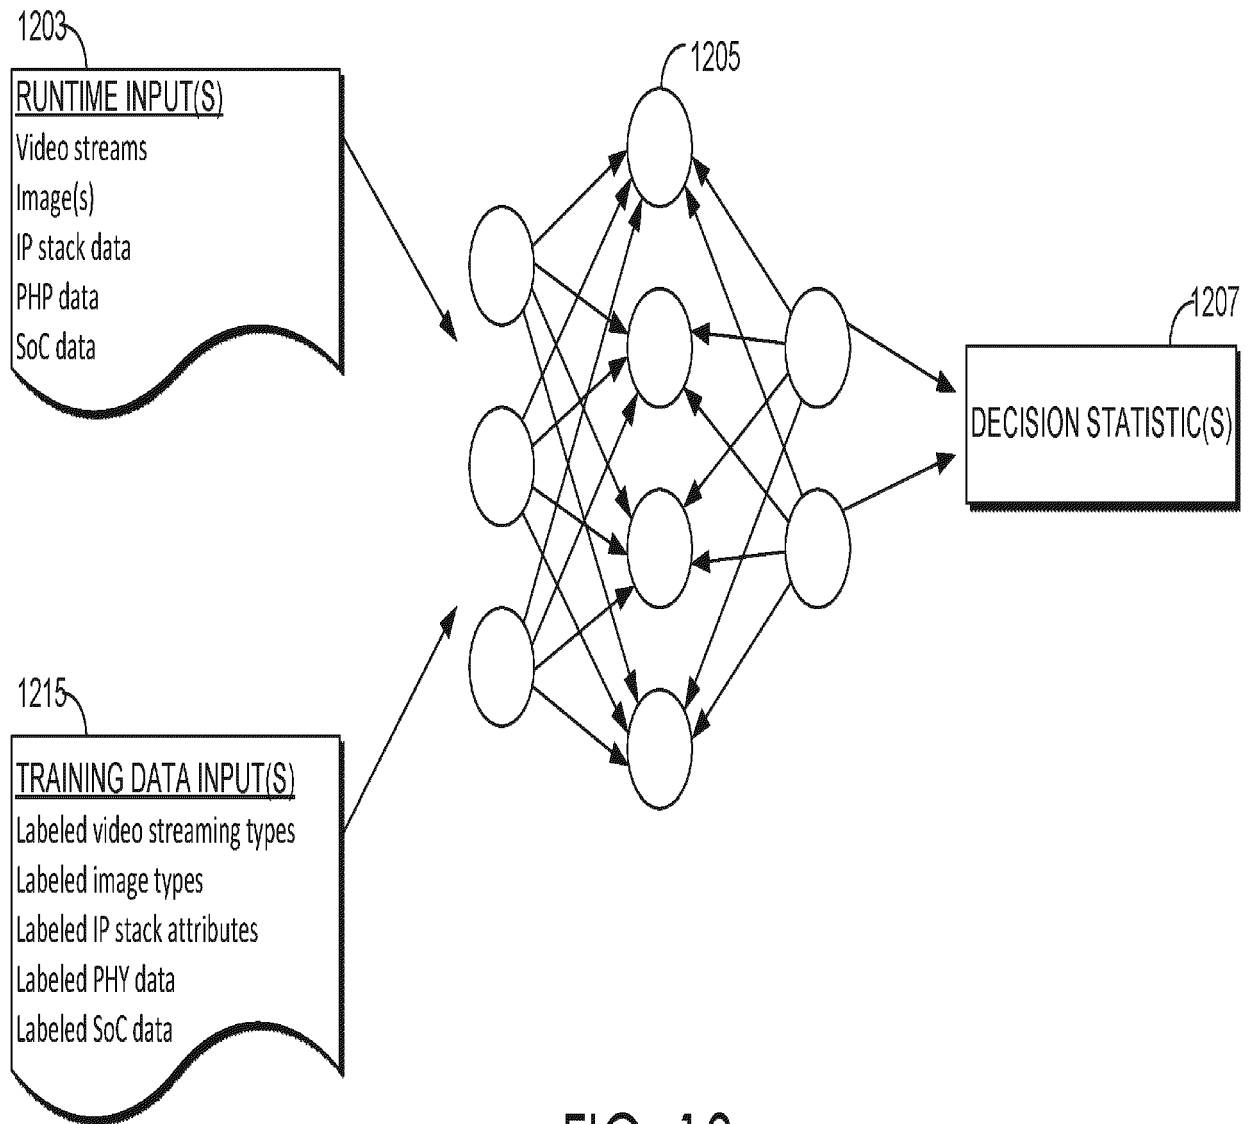 1203
RUNTIME INPUT(S)
Video streams
Image(s)
IP stack data
PHP data
SoC data
1205
1207
DECISION STATISTIC(S)
1215
TRAINING DATA INPUT(S)
Labeled video streaming types
Labeled image types
Labeled IP stack attributes
Labeled PHY data
Labeled SoC data
FIG.